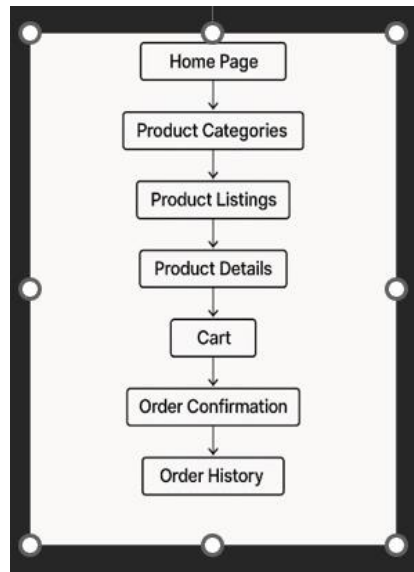 Home Page
Product Categories
Product Listings
Product Details
Cart
Order Confirmation
Order History